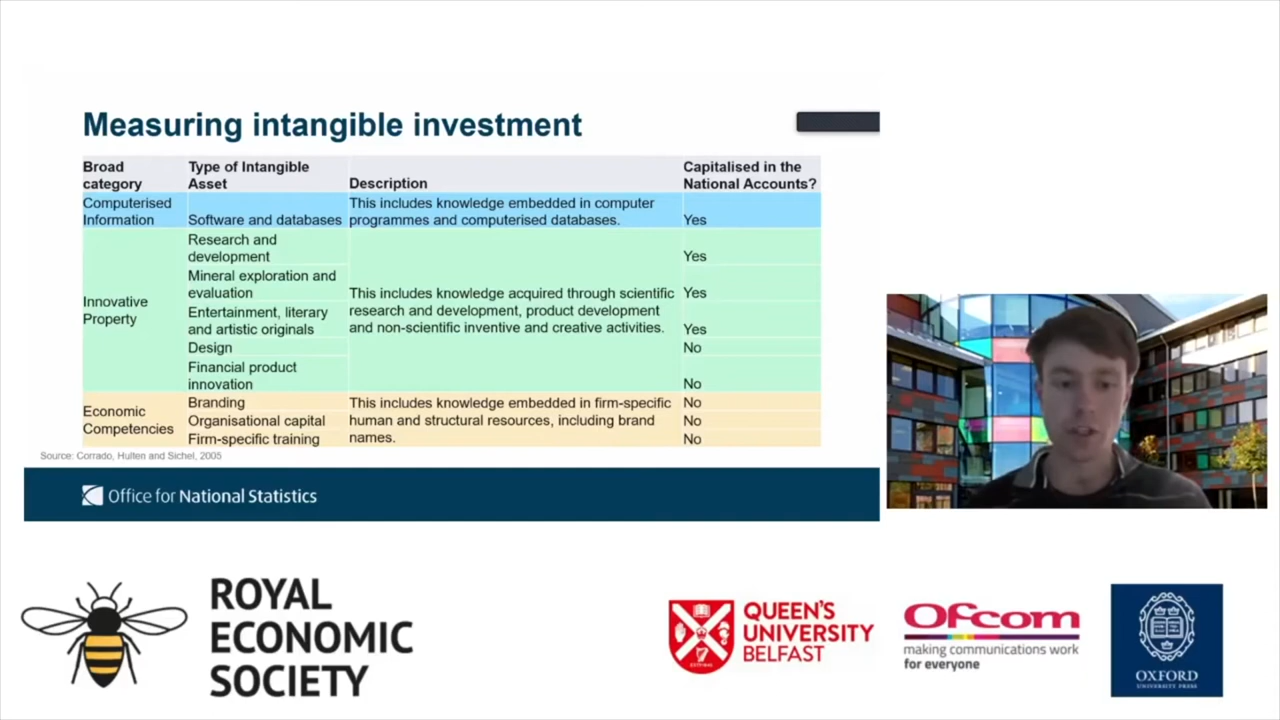 Measuring intangible investment
Broad category
Type of Intangible Asset
Description
Capitalised in the National Accounts?
Computerised Information
Software and databases
This includes knowledge embedded in computer
programmes and computerised databases.
Yes
Innovative Property
Research and development
Yes
Mineral exploration and evaluation
Yes
Entertainment, literary and artistic originals
Yes
Design
No
Financial product innovation
No
This includes knowledge acquired through scientific
research and development, product development
and non-scientific inventive and creative activities.
Economic Competencies
Branding
No
Organisational capital
No
Firm-specific training
No
This includes knowledge embedded in firm-specific
human and structural resources, including brand
names.
Source: Corrado, Hulten and Sichel, 2005
Office for National Statistics
ROYAL
ECONOMIC
SOCIETY
QUEEN'S
UNIVERSITY
BELFAST
Ofcom
making communications work
for everyone
OXFORD
UNIVERSITY PRESS